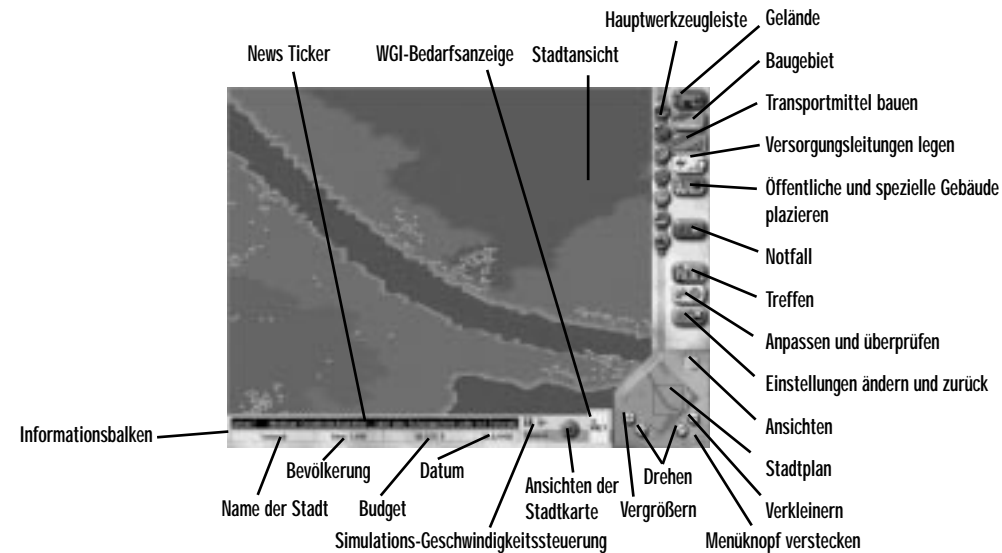 Hauptwerkzeugleiste
Gelände
News Ticker
WGI-Bedarfsanzeige
Stadtansicht
Baugebiet
Transportmittel bauen
Versorgungsleitungen legen
Öffentliche und spezielle Gebäude
plazieren
Notfall
Treffen
Anpassen und überprüfen
Einstellungen ändern und zurück
Ansichten
Informationsbalken
Stadtplan
Bevölkerung
Datum
Drehen
Name der Stadt
Budget
Ansichten der
Stadtkarte
Vergrößern
Verkleinern
Simulations-Geschwindigkeitssteuerung
Menüknopf verstecken